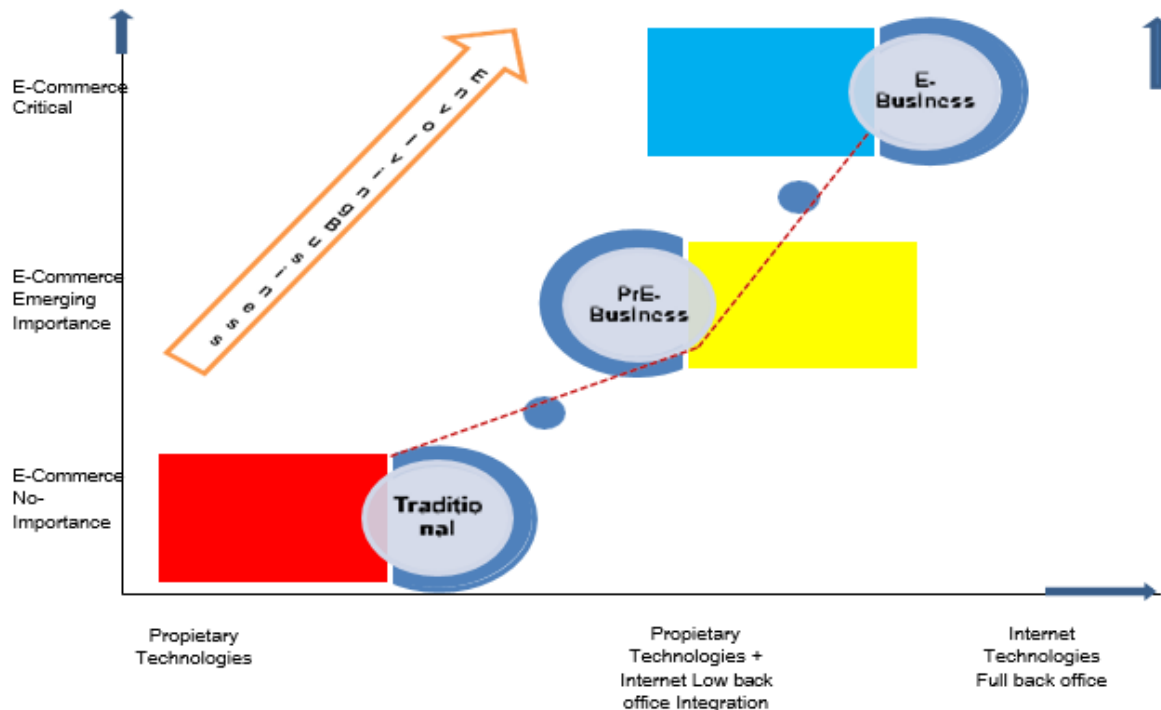 E-Commerce
Critical
E-
Business
EnvolvingBusiness
E-Commerce
Emerging
Importance
PrE-
Business
E-Commerce
No-
Importance
Traditio
nal
Propietary
Technologies
Propietary
Technologies +
Internet Low back
office Integration
Internet
Technologies
Full back office